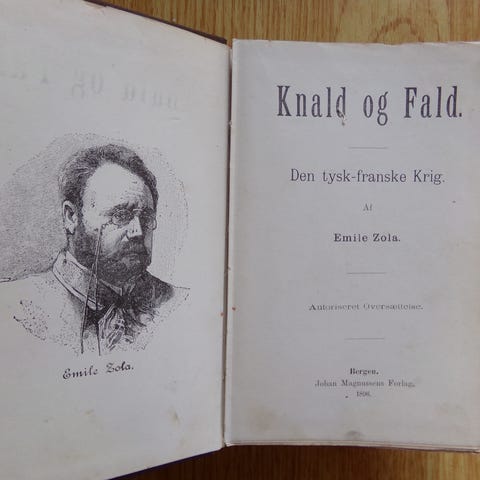 Emile Zola.
Knald og Fald.
Den tysk-franske Krig.
Af
Emile Zola.
Autoriseret Oversættelse.
Bergen.
Johan Magnussens Forlag,
1896.